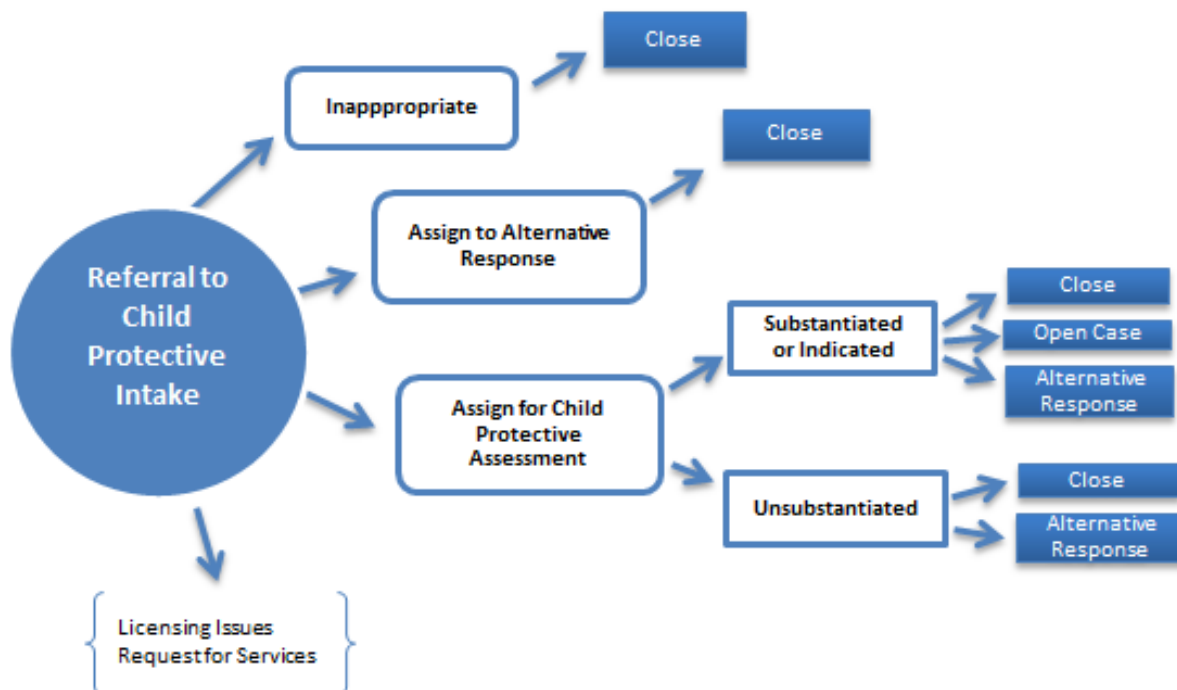 Close
Inapppropriate
Close
Assign to Alternative
Response
Referral to
Child
Protective
Intake
Close
Substantiated
or Indicated
Open Case
Alternative
Response
Assign for Child
Protective
Assessment
Close
Unsubstantiated
Alternative
Response
Licensing Issues
Request for Services